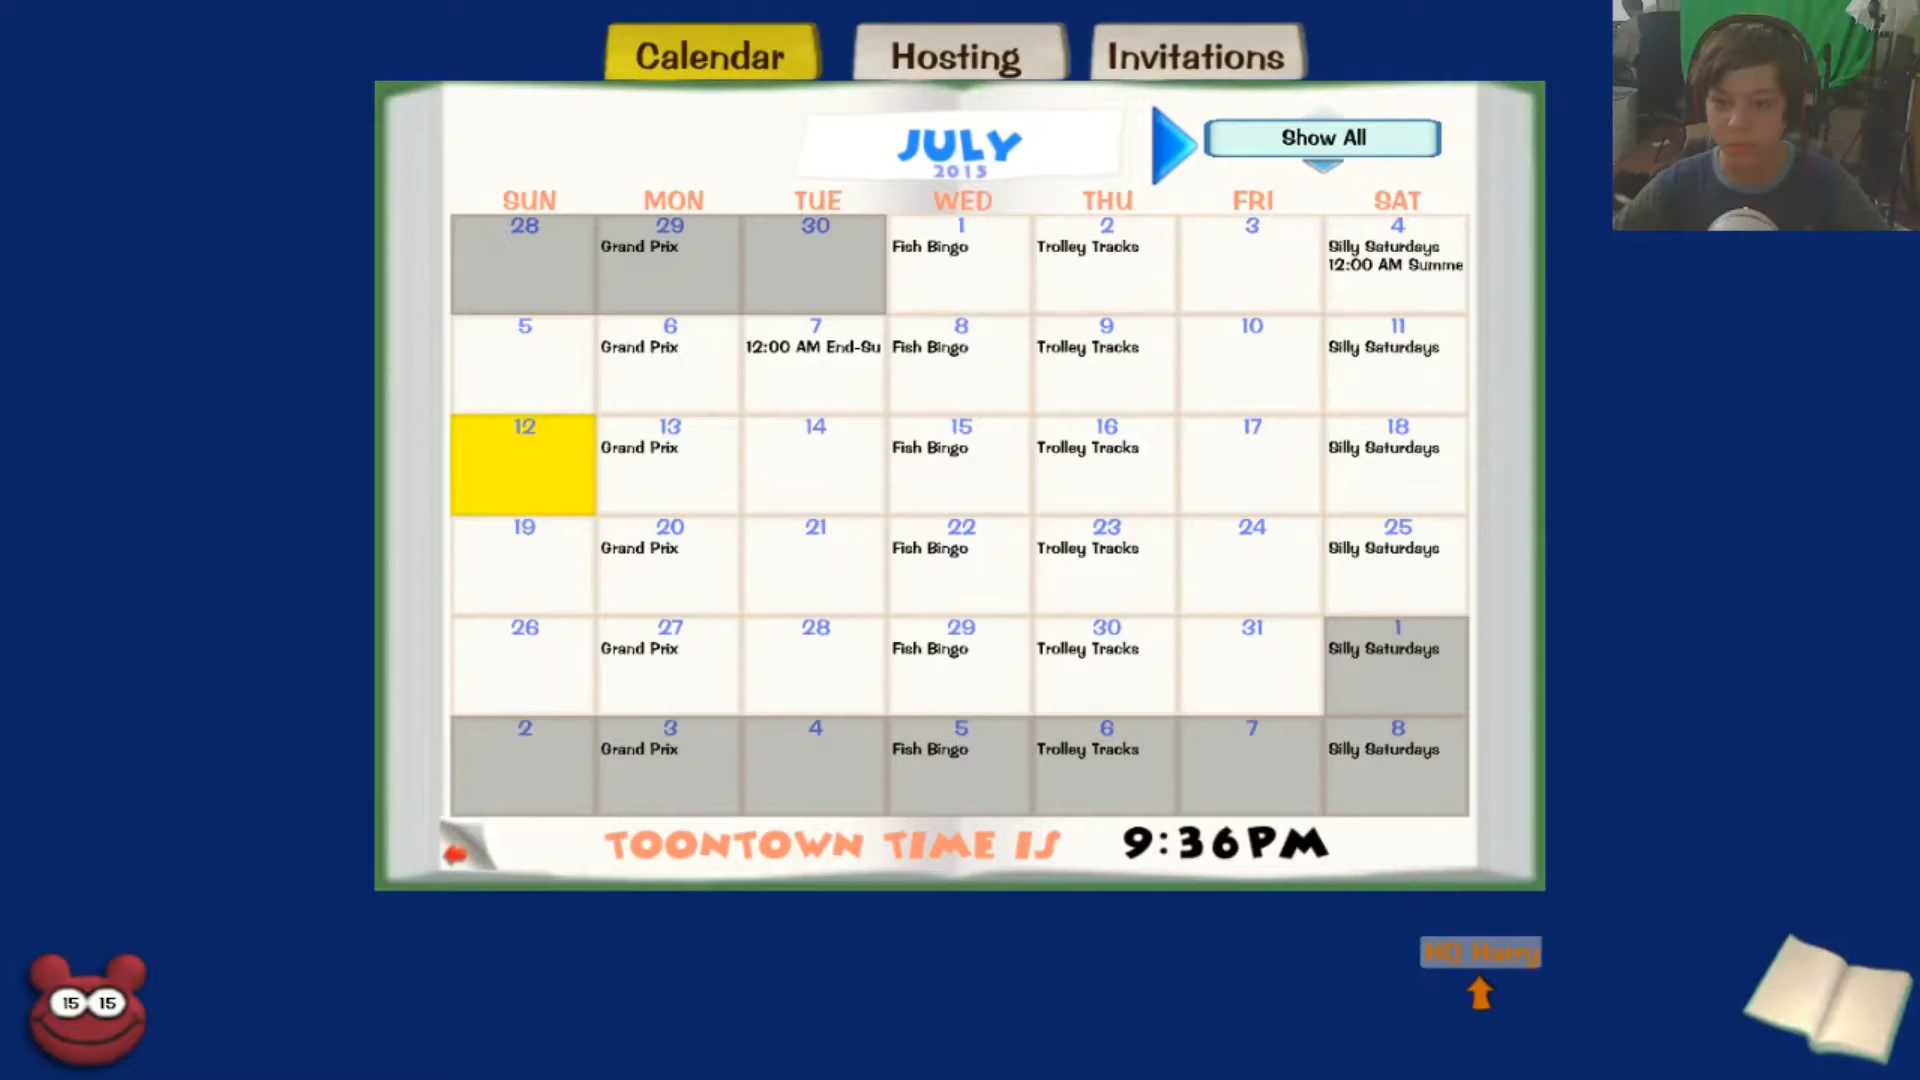 Calendar Hosting Invitations
JULY
2015
Show All
SUN MON TUE WED THU FRI SAT
28 29 30 1 2 3 4
Grand Prix Fish Bingo Trolley Tracks Silly Saturdays
12:00 AM Summe
5 6 7 8 9 10 11
Grand Prix 12:00 AM End-Su Fish Bingo Trolley Tracks Silly Saturdays
12 13 14 15 16 17 18
Grand Prix Fish Bingo Trolley Tracks Silly Saturdays
19 20 21 22 23 24 25
Grand Prix Fish Bingo Trolley Tracks Silly Saturdays
26 27 28 29 30 31 1
Grand Prix Fish Bingo Trolley Tracks Silly Saturdays
2 3 4 5 6 7 8
Grand Prix Fish Bingo Trolley Tracks Silly Saturdays
TOONTOWN TIME IS 9:36PM
HQ Harry
15 15